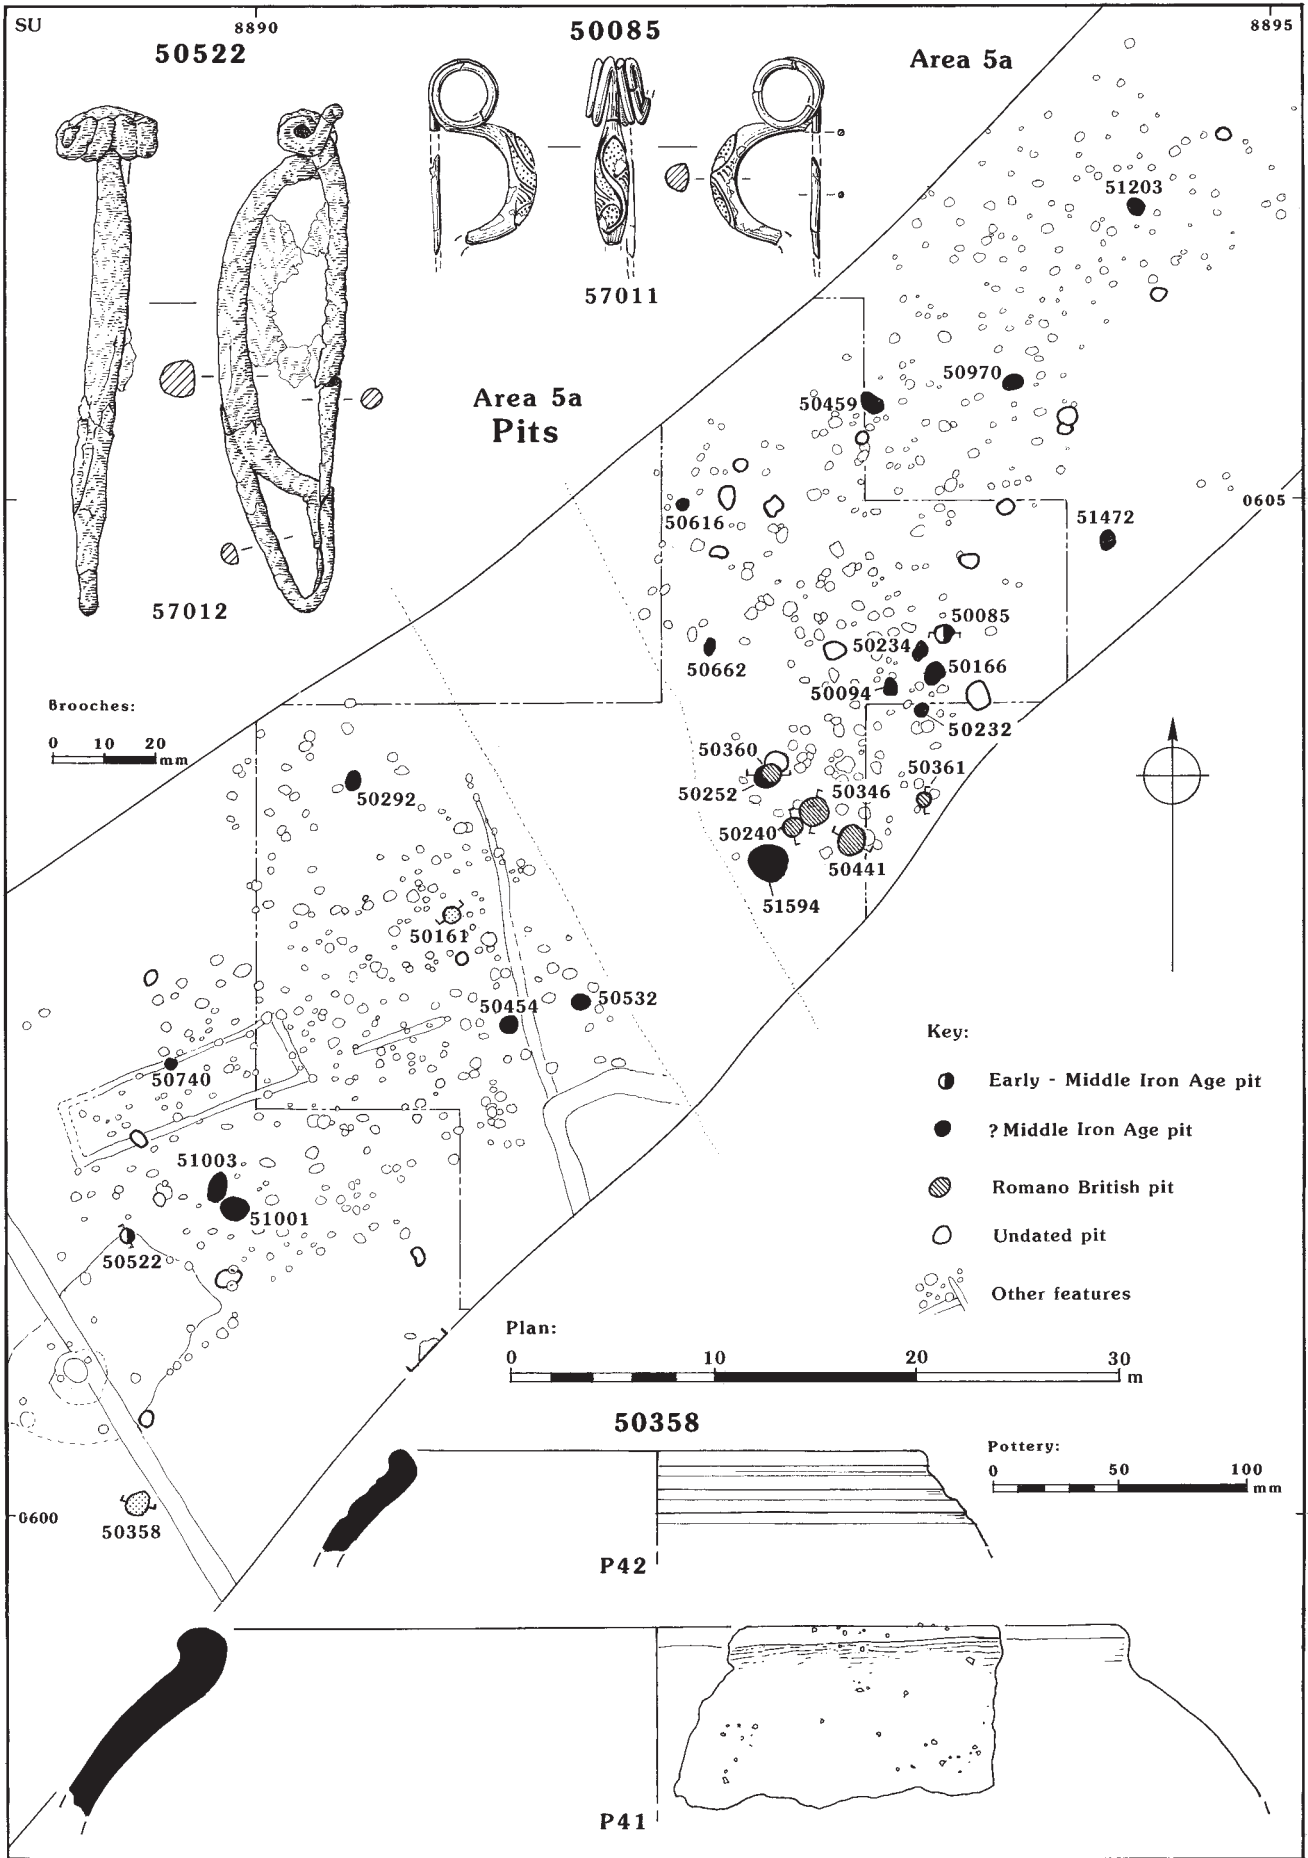 SU
8890
8895
50522
50085
Area 5a
51203
57011
50970
50459
Area 5a
Pits
0605
50616
51472
57012
50085
50234
50662
50166
50094
50232
Brooches:
0 10 20
mm
50360
50361
50292
50252
50346
50240
50441
51594
50161
50454
50532
Key:
50740
Early - Middle Iron Age pit
? Middle Iron Age pit
51003
Romano British pit
51001
Undated pit
50522
Other features
Plan:
0 10 20 30
m
50358
Pottery:
0 50 100
mm
0600
50358
P42
P41